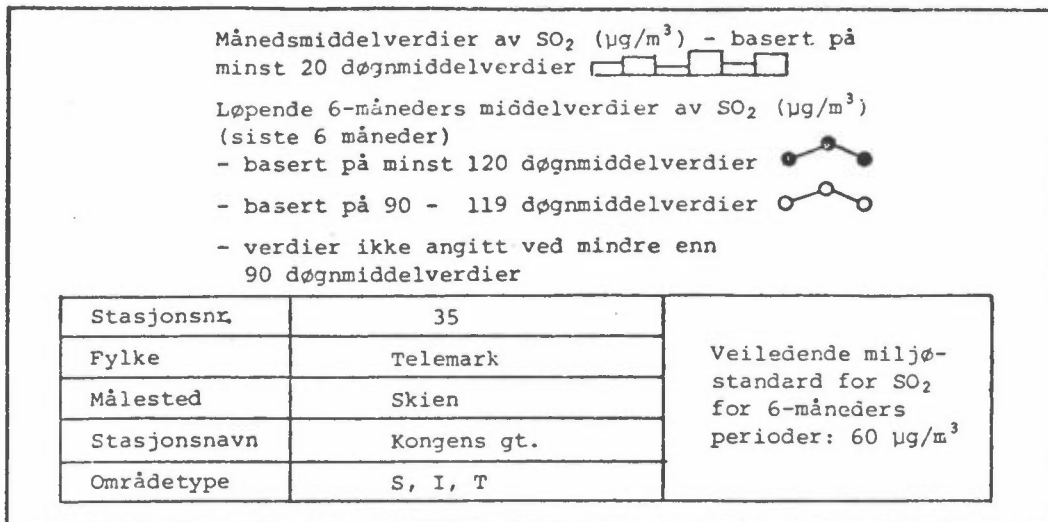 Månedsmiddelverdier av SO₂ (µg/m³) - basert på
minst 20 døgnmiddelverdier
Løpende 6-måneders middelverdier av SO₂ (µg/m³)
(siste 6 måneder)
- basert på minst 120 døgnmiddelverdier
- basert på 90 - 119 døgnmiddelverdier
- verdier ikke angitt ved mindre enn
90 døgnmiddelverdier
Stasjonsnr. 35
Fylke Telemark
Målested Skien
Stasjonsnavn Kongens gt.
Områdetype S, I, T
Veiledende miljø-
standard for SO₂
for 6-måneders
perioder: 60 µg/m³